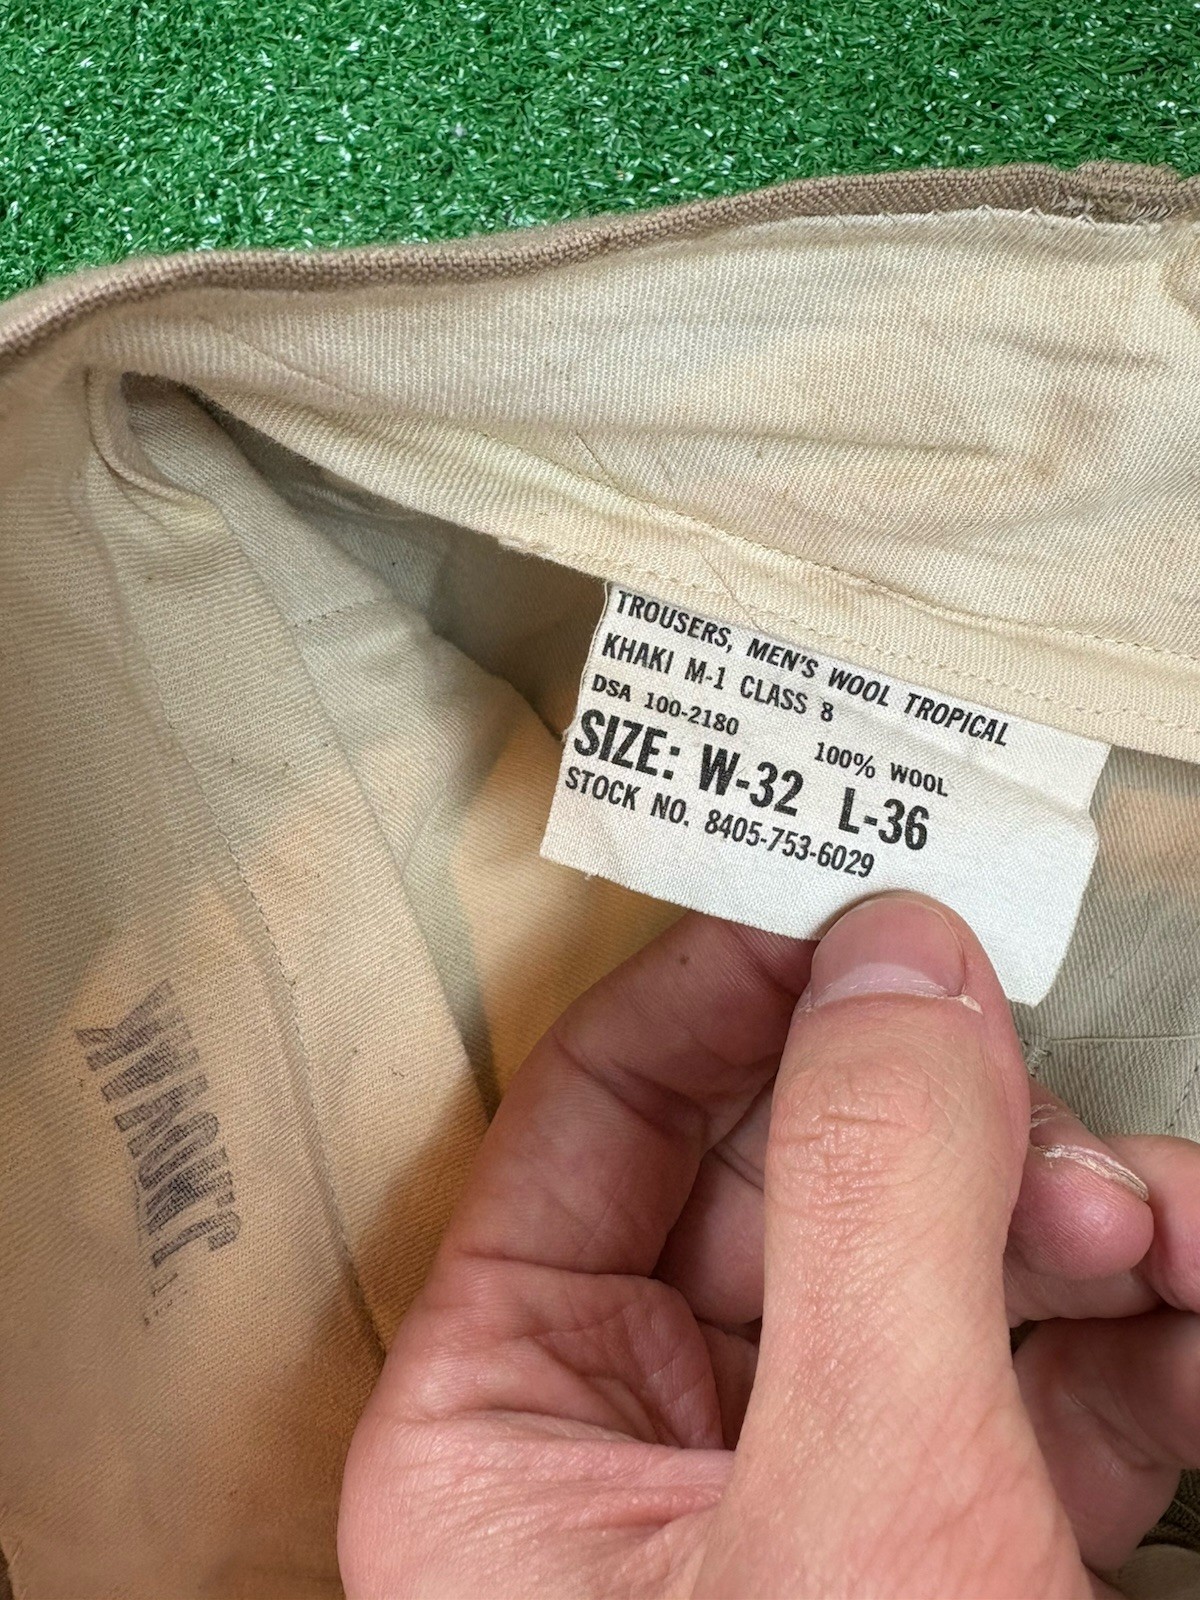 TROUSERS, MEN'S WOOL TROPICAL
KHAKI M-1 CLASS 8
DSA 100-2180 100% WOOL
SIZE: W-32 L-36
STOCK NO. 8405-753-6029